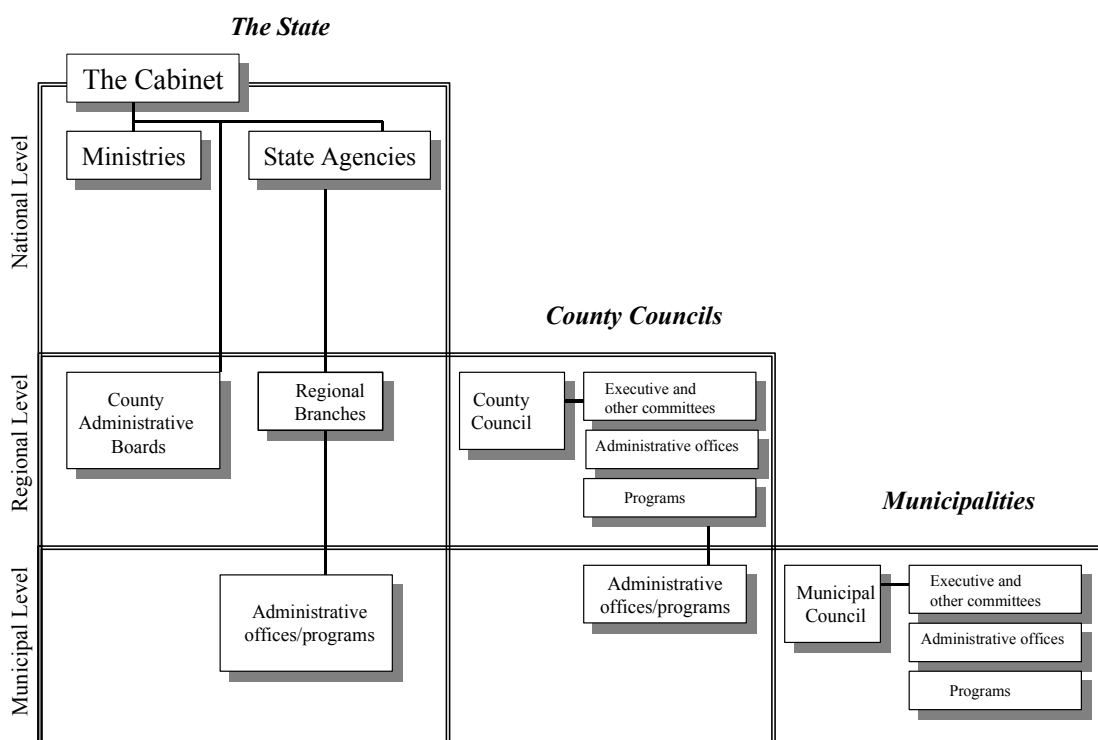 The State
The Cabinet
Ministries
State Agencies
National Level
County Councils
Regional Level
County
Administrative
Boards
Regional
Branches
County
Council
Executive and
other committees
Administrative offices
Programs
Municipalities
Municipal Level
Administrative
offices/programs
Administrative
offices/programs
Municipal
Council
Executive and
other committees
Administrative offices
Programs